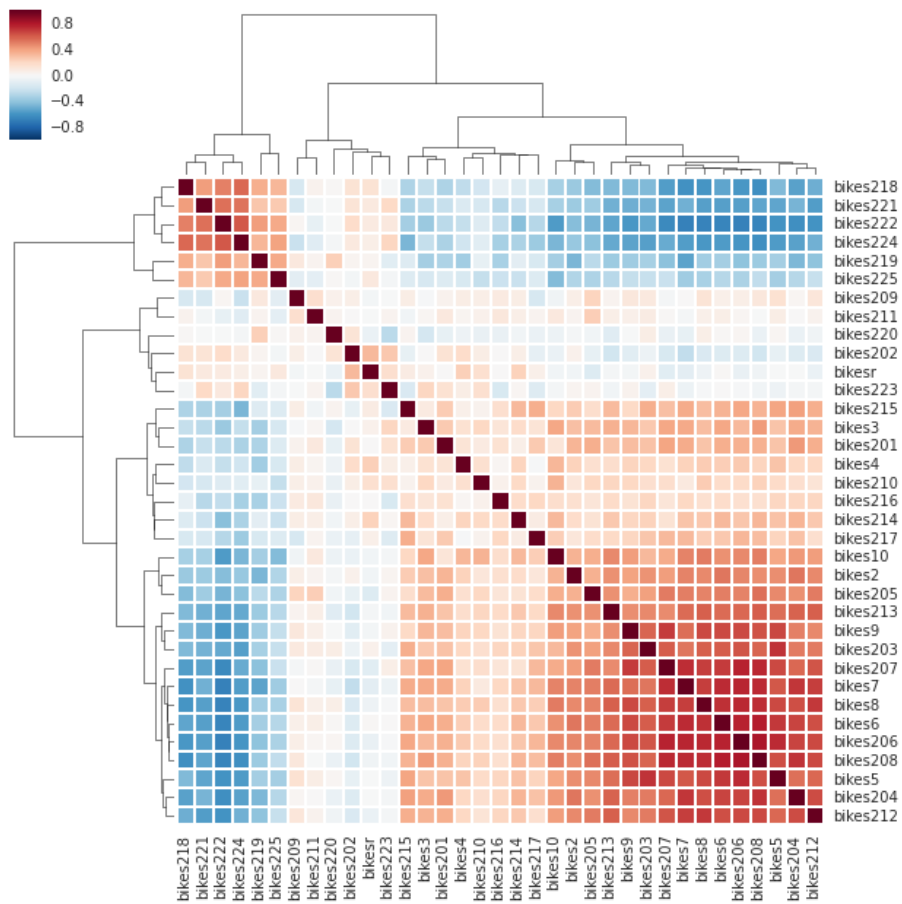 0.8
0.4
0.0
−0.4
−0.8
bikes218
bikes221
bikes222
bikes224
bikes219
bikes225
bikes209
bikes211
bikes220
bikes202
bikesr
bikes223
bikes215
bikes3
bikes201
bikes4
bikes210
bikes216
bikes214
bikes217
bikes10
bikes2
bikes205
bikes213
bikes9
bikes203
bikes207
bikes7
bikes8
bikes6
bikes206
bikes208
bikes5
bikes204
bikes212
bikes218
bikes221
bikes222
bikes224
bikes219
bikes225
bikes209
bikes211
bikes220
bikes202
bikesr
bikes223
bikes215
bikes3
bikes201
bikes4
bikes210
bikes216
bikes214
bikes217
bikes10
bikes2
bikes205
bikes213
bikes9
bikes203
bikes207
bikes7
bikes8
bikes6
bikes206
bikes208
bikes5
bikes204
bikes212